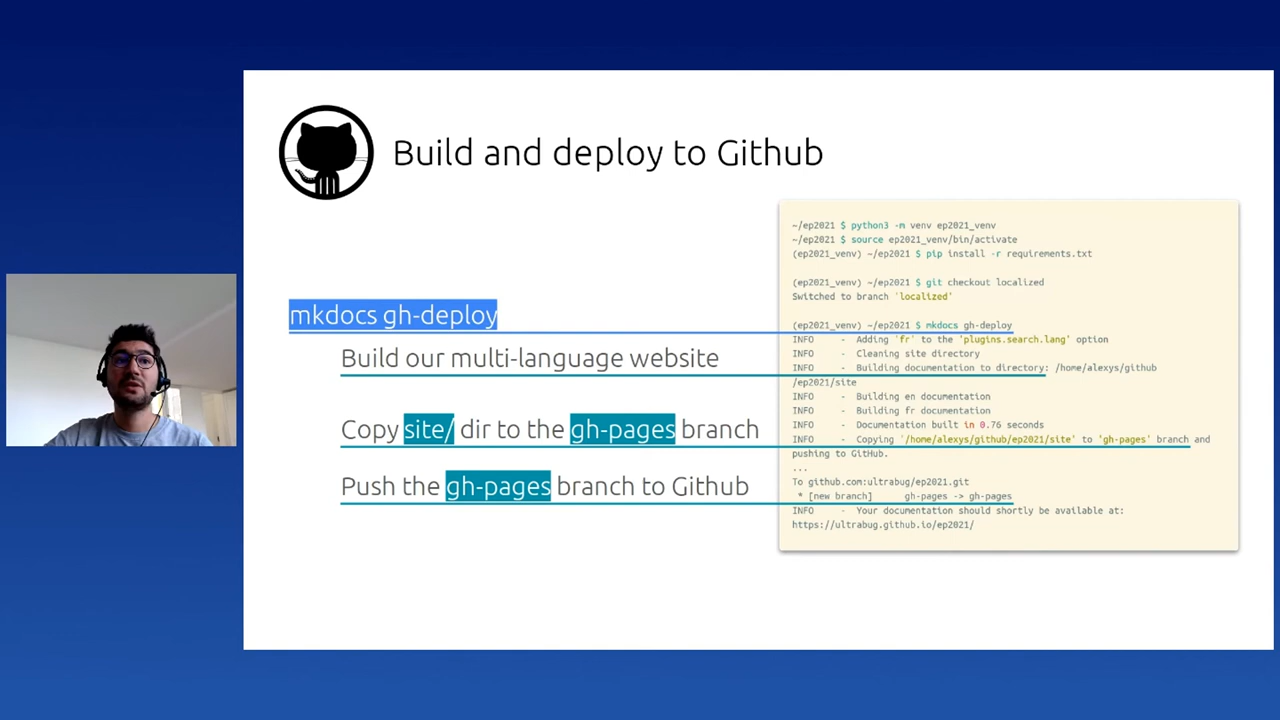 Build and deploy to Github
mkdocs gh-deploy
Build our multi-language website
Copy site/ dir to the gh-pages branch
Push the gh-pages branch to Github
~/ep2021 $ python3 -m venv ep2021_venv
~/ep2021 $ source ep2021_venv/bin/activate
(ep2021_venv) ~/ep2021 $ pip install -r requirements.txt
(ep2021_venv) ~/ep2021 $ git checkout localized
Switched to branch 'localized'
(ep2021_venv) ~/ep2021 $ mkdocs gh-deploy
INFO - Adding 'fr' to the 'plugins.search.lang' option
INFO - Cleaning site directory
INFO - Building documentation to directory: /home/alexys/github
/ep2021/site
INFO - Building en documentation
INFO - Building fr documentation
INFO - Documentation built in 0.76 seconds
INFO - Copying '/home/alexys/github/ep2021/site' to 'gh-pages' branch and
pushing to GitHub.
...
To github.com:ultrabug/ep2021.git
* [new branch] gh-pages -> gh-pages
INFO - Your documentation should shortly be available at:
https://ultrabug.github.io/ep2021/